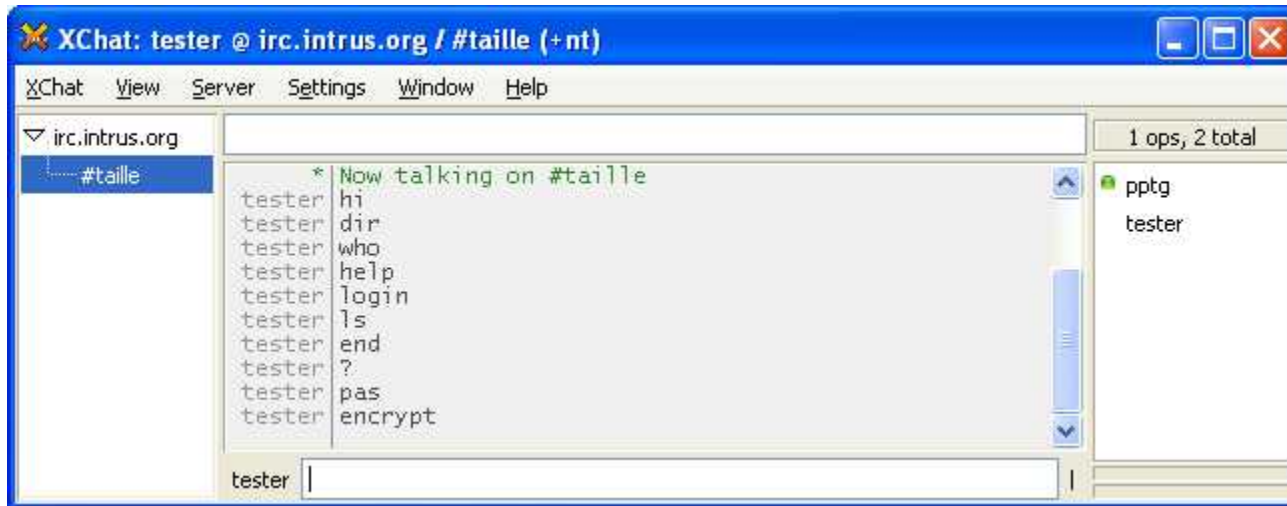 XChat: tester @ irc.intrus.org / #taille (+nt)
XChat View Server Settings Window Help
irc.intrus.org
#taille
* Now talking on #taille
tester hi
tester dir
tester who
tester help
tester login
tester ls
tester end
tester ?
tester pas
tester encrypt
tester
1 ops, 2 total
pptg
tester